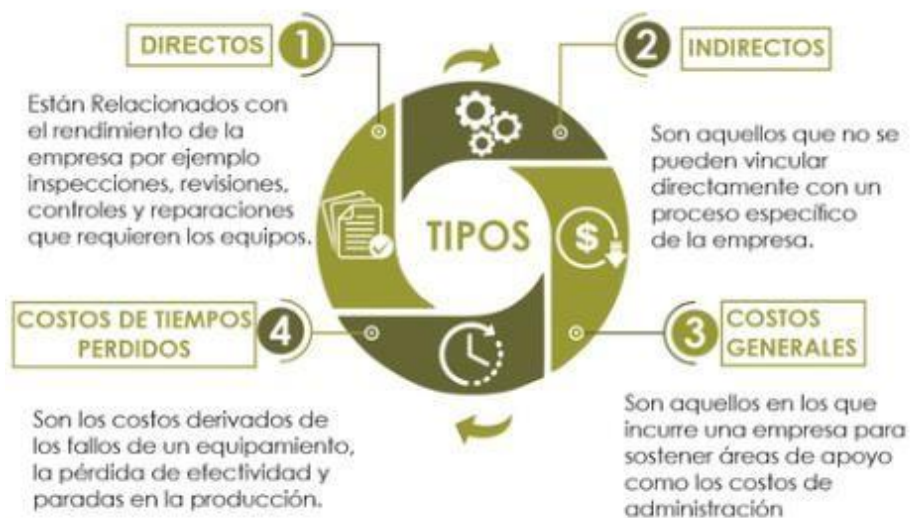 DIRECTOS 1
Están Relacionados con
el rendimiento de la
empresa por ejemplo
inspecciones, revisiones,
controles y reparaciones
que requieren los equipos.
2 INDIRECTOS
Son aquellos que no se
pueden vincular
directamente con un
proceso específico
de la empresa.
TIPOS
$
COSTOS DE TIEMPOS
PERDIDOS
4
Son los costos derivados de
los fallos de un equipamiento,
la pérdida de efectividad y
paradas en la producción.
3
COSTOS
GENERALES
Son aquellos en los que
incurre una empresa para
sostener áreas de apoyo
como los costos de
administración